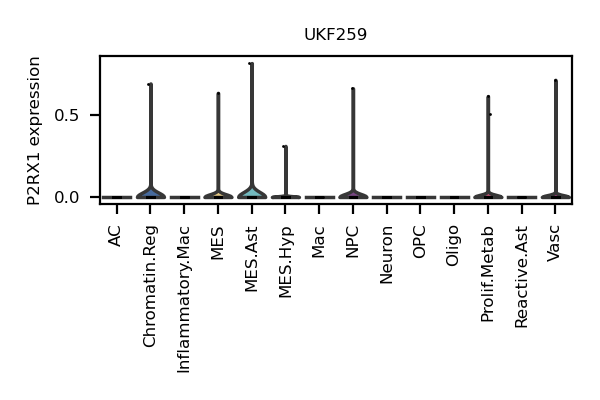 UKF259
P2RX1 expression
0.5
0.0
AC
Chromatin.Reg
Inflammatory.Mac
MES
MES.Ast
MES.Hyp
Mac
NPC
Neuron
OPC
Oligo
Prolif.Metab
Reactive.Ast
Vasc